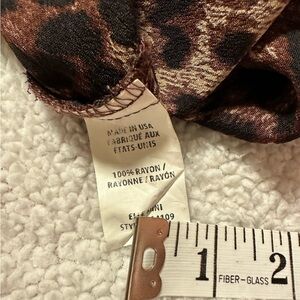 MADE IN USA
FABRIQUÉ AUX
ÉTATS-UNIS
100% RAYON /
RAYONNE / RAYÓN
1 2
FIBER-GLASS